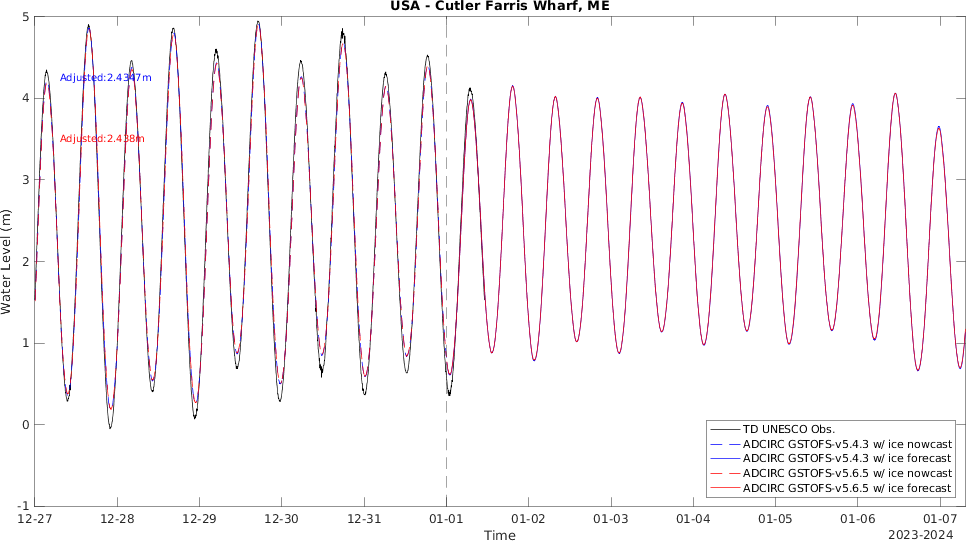 USA - Cutler Farris Wharf, ME
5
4
3
2
1
0
-1
Water Level (m)
Adjusted:2.4347m
Adjusted:2.438m
TD UNESCO Obs.
ADCIRC GSTOFS-v5.4.3 w/ ice nowcast
ADCIRC GSTOFS-v5.4.3 w/ ice forecast
ADCIRC GSTOFS-v5.6.5 w/ ice nowcast
ADCIRC GSTOFS-v5.6.5 w/ ice forecast
12-27 12-28 12-29 12-30 12-31 01-01 01-02 01-03 01-04 01-05 01-06 01-07
Time
2023-2024